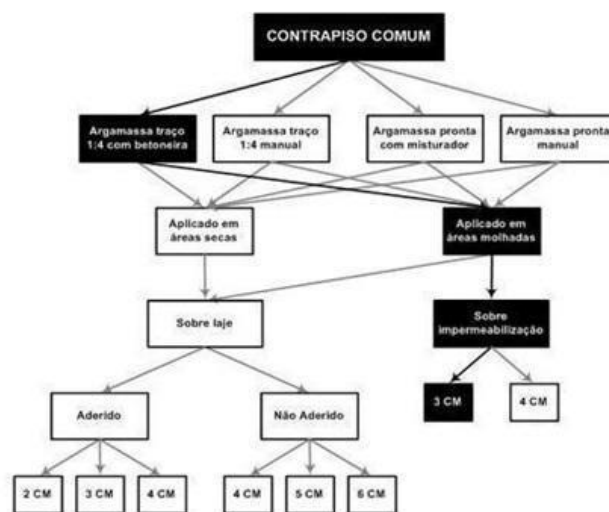 CONTRAPISO COMUM
Argamassa traço
1:4 com betoneira
Argamassa traço
1:4 manual
Argamassa pronta
com misturador
Argamassa pronta
manual
Aplicado em
áreas secas
Aplicado em
áreas molhadas
Sobre laje
Sobre
impermeabilização
Aderido
Não Aderido
3 CM
4 CM
2 CM
3 CM
4 CM
4 CM
5 CM
6 CM